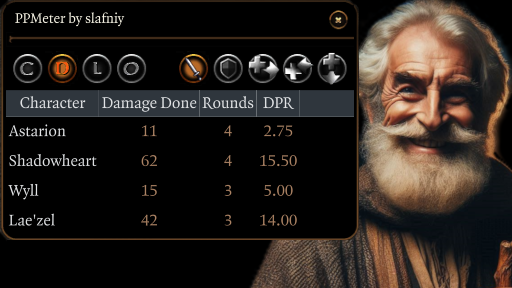 PPMeter by slafniy
C D L O
Character Damage Done Rounds DPR
Astarion 11 4 2.75
Shadowheart 62 4 15.50
Wyll 15 3 5.00
Lae'zel 42 3 14.00